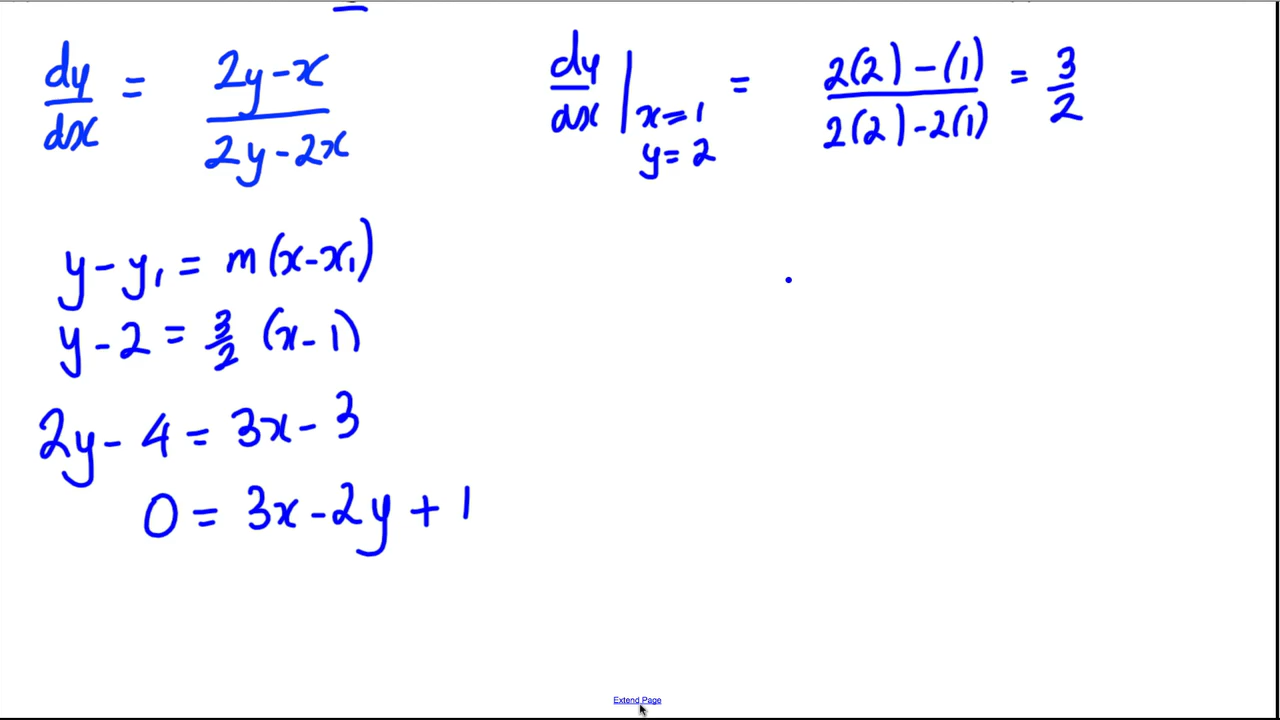 dy/dx = (2y-x)/(2y-2x)
dy/dx | x=1 y=2 = (2(2)-(1))/(2(2)-2(1)) = 3/2
y-y₁ = m(x-x₁)
y-2 = 3/2 (x-1)
2y-4 = 3x-3
0 = 3x-2y+1
Extend Page